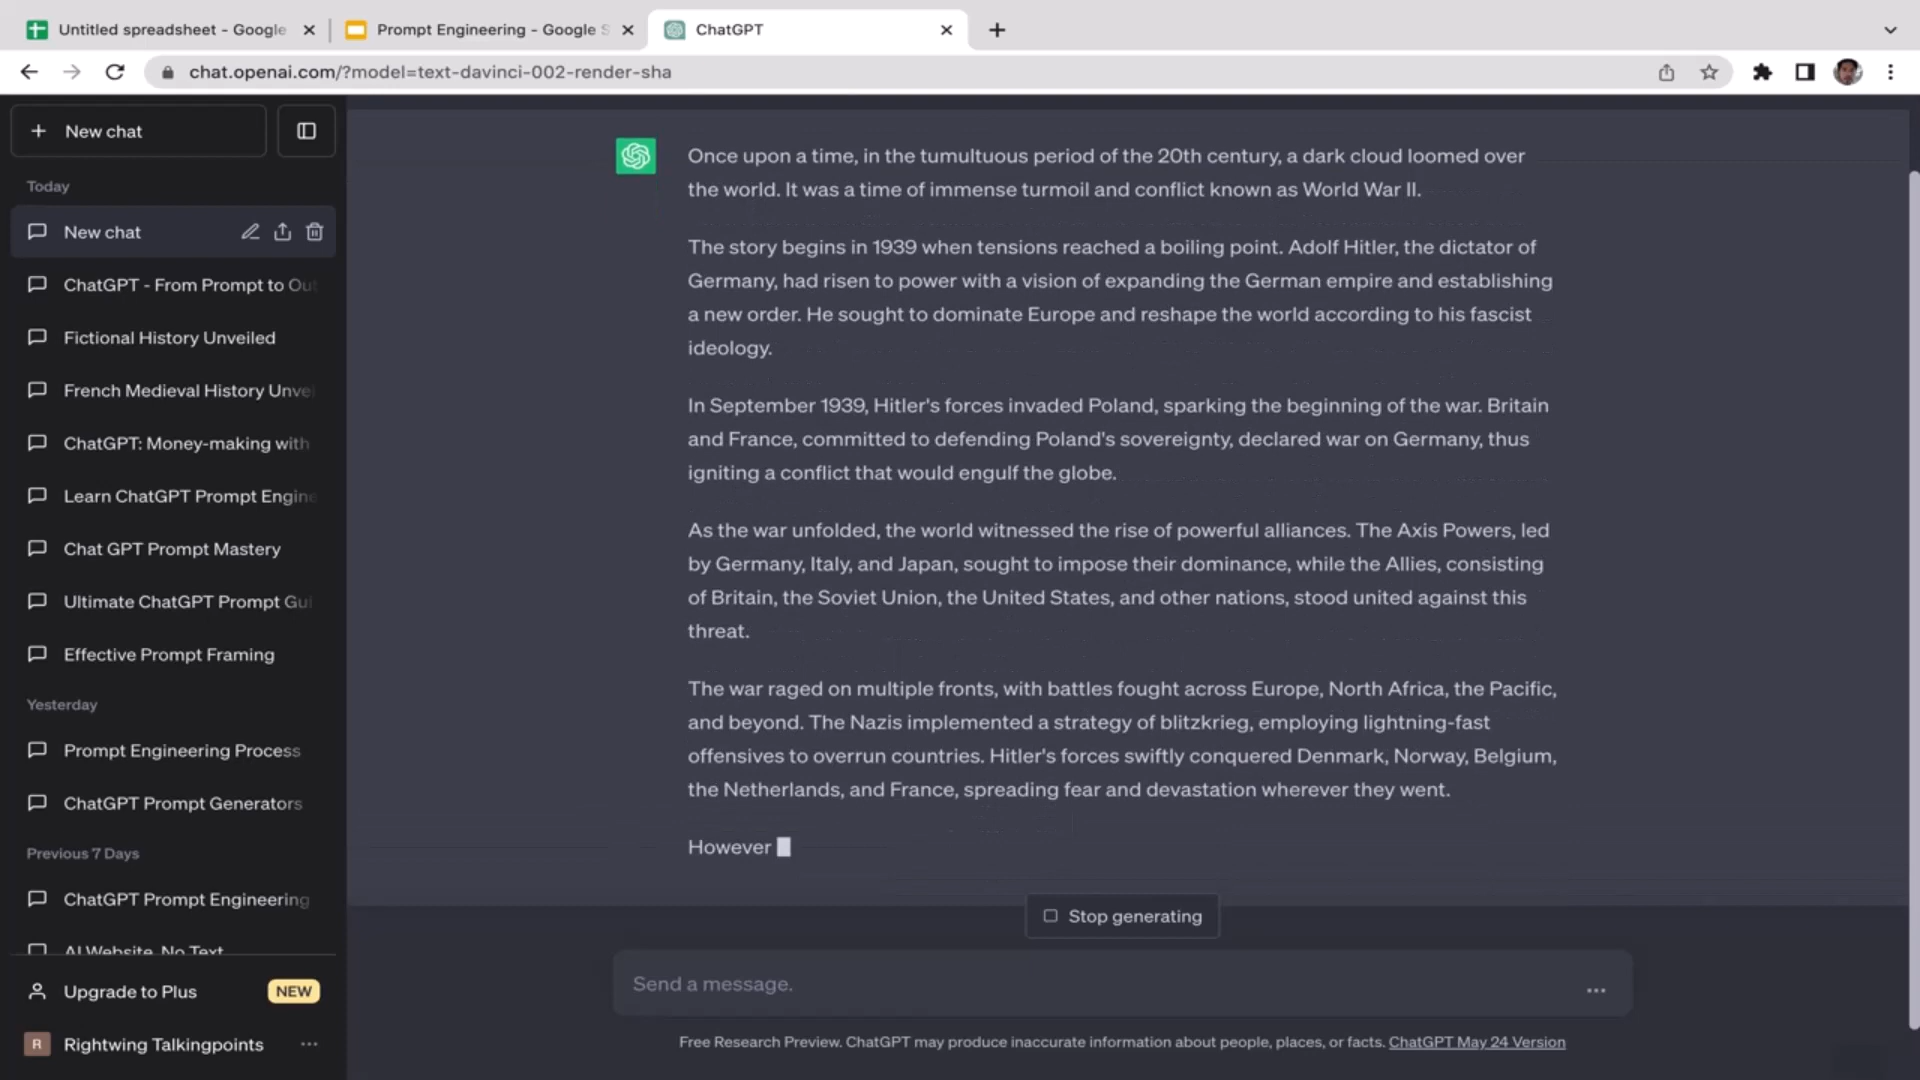 Untitled spreadsheet - Google
Prompt Engineering - Google S
ChatGPT
chat.openai.com/?model=text-davinci-002-render-sha
New chat
Today
New chat
ChatGPT - From Prompt to Out
Fictional History Unveiled
French Medieval History Unvei
ChatGPT: Money-making with
Learn ChatGPT Prompt Engine
Chat GPT Prompt Mastery
Ultimate ChatGPT Prompt Gui
Effective Prompt Framing
Yesterday
Prompt Engineering Process
ChatGPT Prompt Generators
Previous 7 Days
ChatGPT Prompt Engineering
AI Website, No Text
Upgrade to Plus
NEW
R
Rightwing Talkingpoints
Once upon a time, in the tumultuous period of the 20th century, a dark cloud loomed over
the world. It was a time of immense turmoil and conflict known as World War II.
The story begins in 1939 when tensions reached a boiling point. Adolf Hitler, the dictator of
Germany, had risen to power with a vision of expanding the German empire and establishing
a new order. He sought to dominate Europe and reshape the world according to his fascist
ideology.
In September 1939, Hitler's forces invaded Poland, sparking the beginning of the war. Britain
and France, committed to defending Poland's sovereignty, declared war on Germany, thus
igniting a conflict that would engulf the globe.
As the war unfolded, the world witnessed the rise of powerful alliances. The Axis Powers, led
by Germany, Italy, and Japan, sought to impose their dominance, while the Allies, consisting
of Britain, the Soviet Union, the United States, and other nations, stood united against this
threat.
The war raged on multiple fronts, with battles fought across Europe, North Africa, the Pacific,
and beyond. The Nazis implemented a strategy of blitzkrieg, employing lightning-fast
offensives to overrun countries. Hitler's forces swiftly conquered Denmark, Norway, Belgium,
the Netherlands, and France, spreading fear and devastation wherever they went.
However
Stop generating
Send a message.
Free Research Preview. ChatGPT may produce inaccurate information about people, places, or facts. ChatGPT May 24 Version